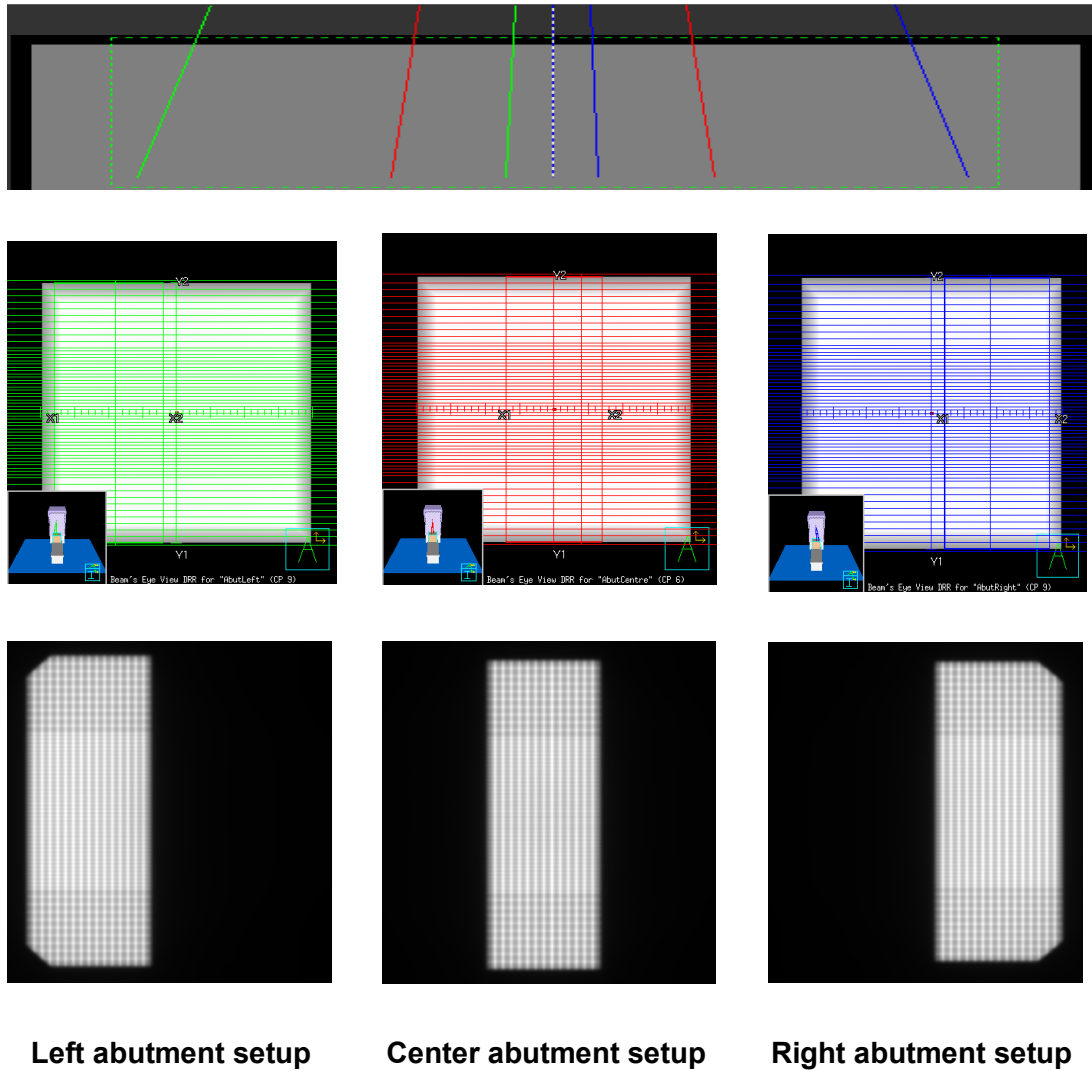 Y2
X1
X2
Y1
Beam's Eye View DRR for "AbutLeft" (CP 9)
Y2
X1
X2
Y1
Beam's Eye View DRR for "AbutCentre" (CP 6)
Y2
X1
X2
Y1
Beam's Eye View DRR for "AbutRight" (CP 9)
Left abutment setup
Center abutment setup
Right abutment setup